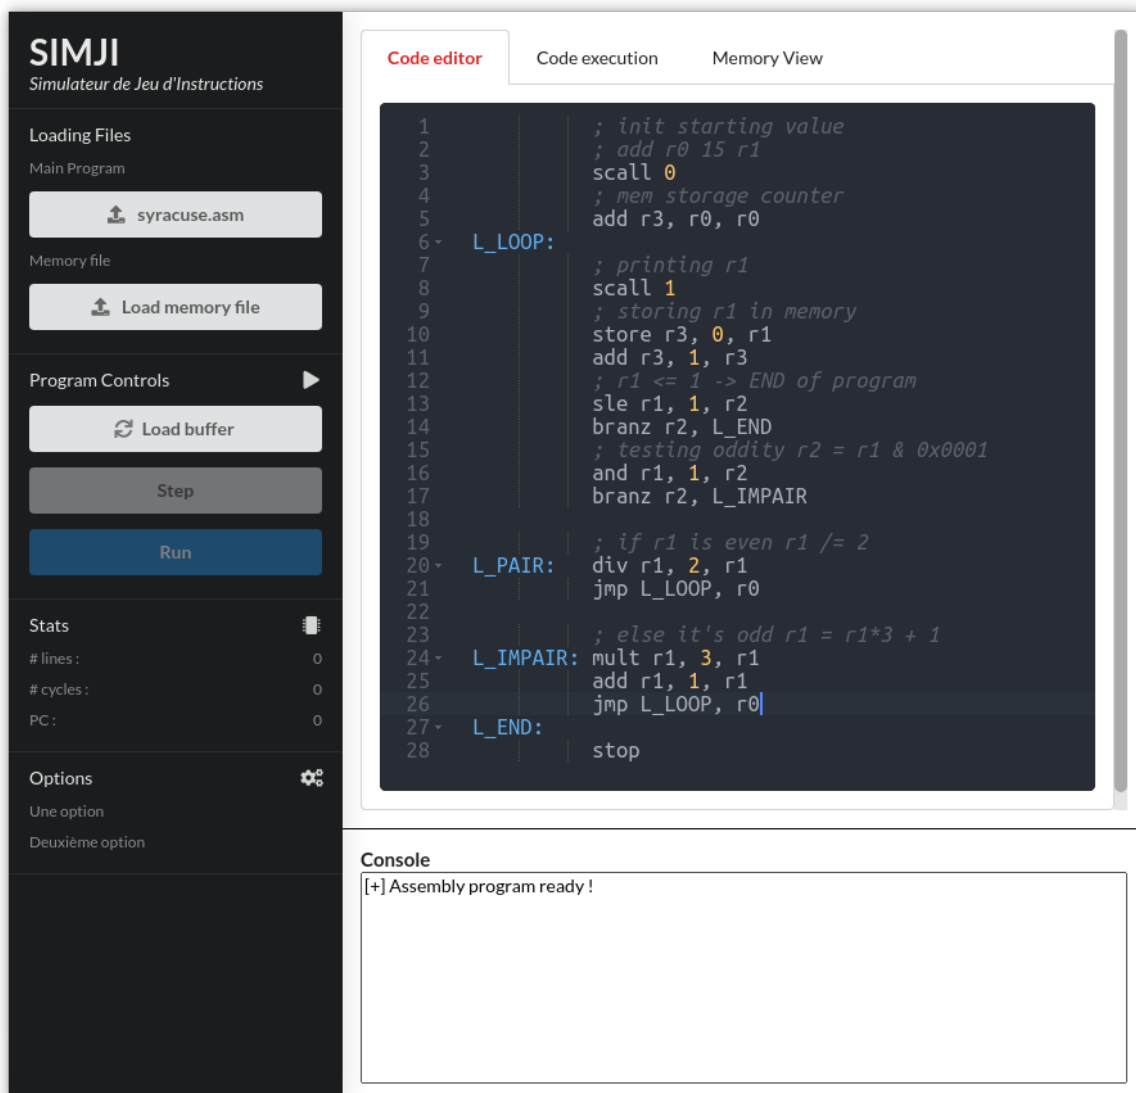 SIMJI
Simulateur de Jeu d'Instructions
Loading Files
Main Program
syracuse.asm
Memory file
Load memory file
Program Controls
Load buffer
Step
Run
Stats
# lines : 0
# cycles : 0
PC : 0
Options
Une option
Deuxième option
Code editor Code execution Memory View
1 ; init starting value
2 ; add r0 15 r1
3 scall 0
4 ; mem storage counter
5 add r3, r0, r0
6 L_LOOP:
7 ; printing r1
8 scall 1
9 ; storing r1 in memory
10 store r3, 0, r1
11 add r3, 1, r3
12 ; r1 <= 1 -> END of program
13 sle r1, 1, r2
14 branz r2, L_END
15 ; testing oddity r2 = r1 & 0x0001
16 and r1, 1, r2
17 branz r2, L_IMPAIR
18
19 ; if r1 is even r1 /= 2
20 L_PAIR: div r1, 2, r1
21 jmp L_LOOP, r0
22
23 ; else it's odd r1 = r1*3 + 1
24 L_IMPAIR: mult r1, 3, r1
25 add r1, 1, r1
26 jmp L_LOOP, r0
27 L_END:
28 stop
Console
[+] Assembly program ready !